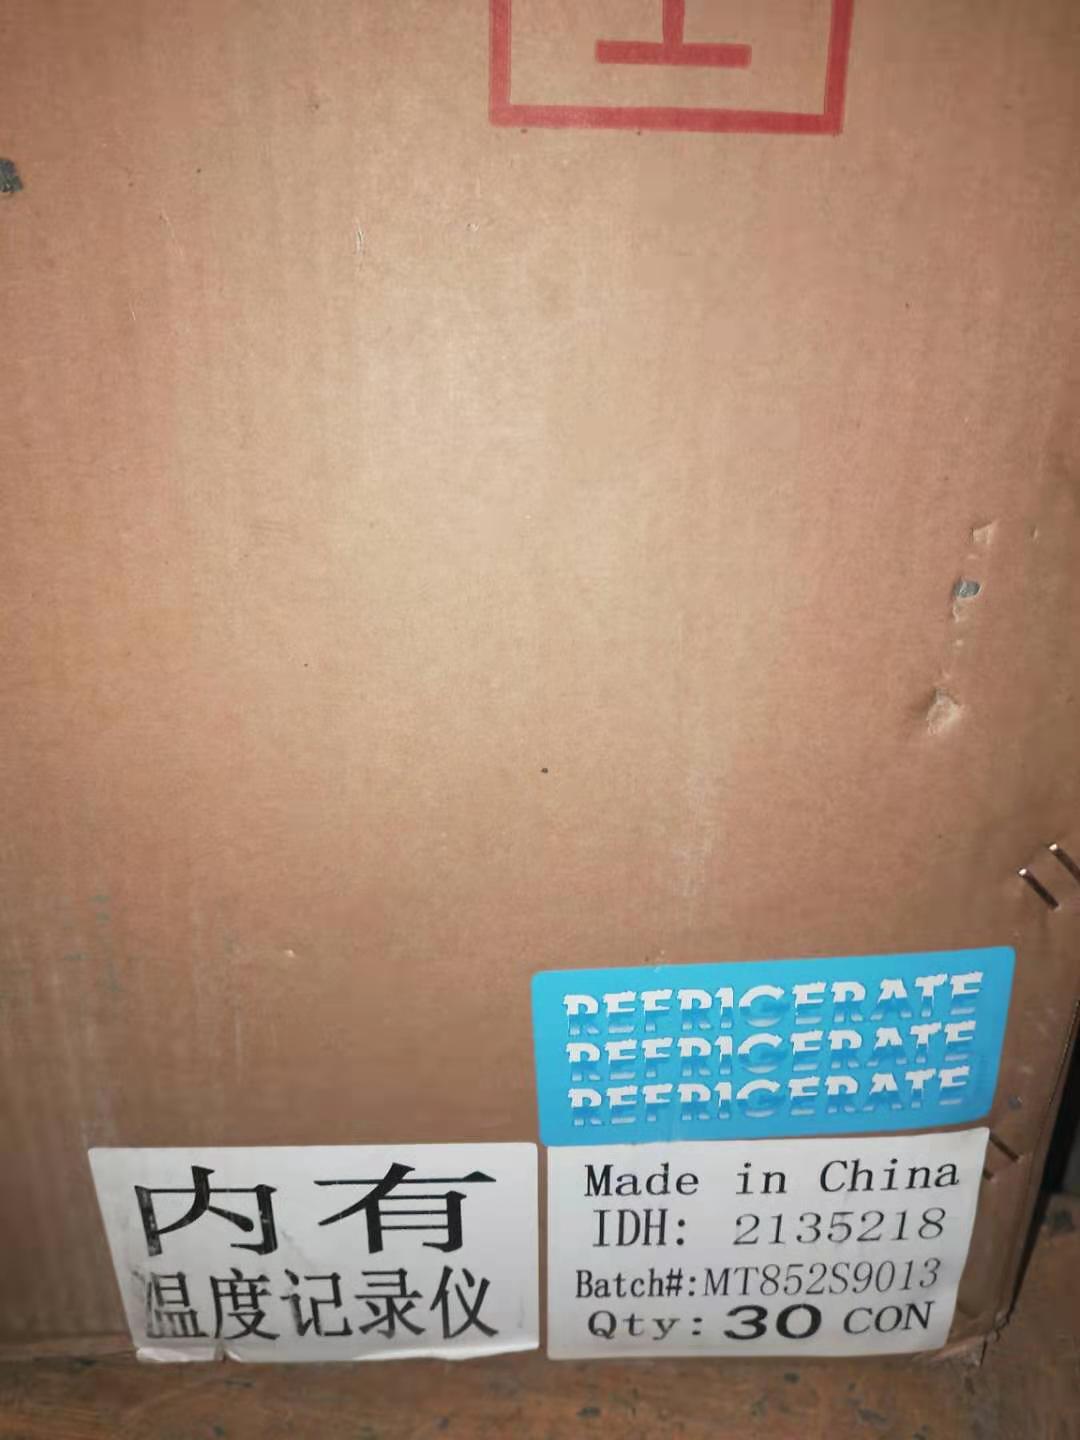 REFRIGERATE
REFRIGERATE
REFRIGERATE
内有
温度记录仪
Made in China
IDH: 2135218
Batch#:MT852S9013
Qty: 30 CON